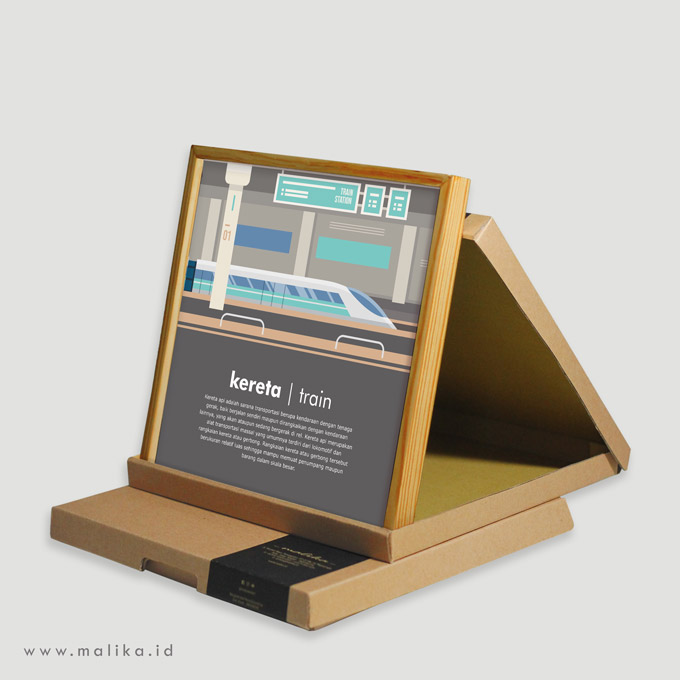 TRAIN
STATION
01
kereta | train
Kereta api adalah sarana transportasi berupa kendaraan dengan tenaga
gerak, baik berjalan sendiri maupun dirangkaikan dengan kendaraan
lainnya, yang akan ataupun sedang bergerak di rel. Kereta api merupakan
alat transportasi massal yang umumnya terdiri dari lokomotif dan
rangkaian kereta atau gerbong. Rangkaian kereta atau gerbong tersebut
berukuran relatif luas sehingga mampu memuat penumpang maupun
barang dalam skala besar.
malika
www.malika.id